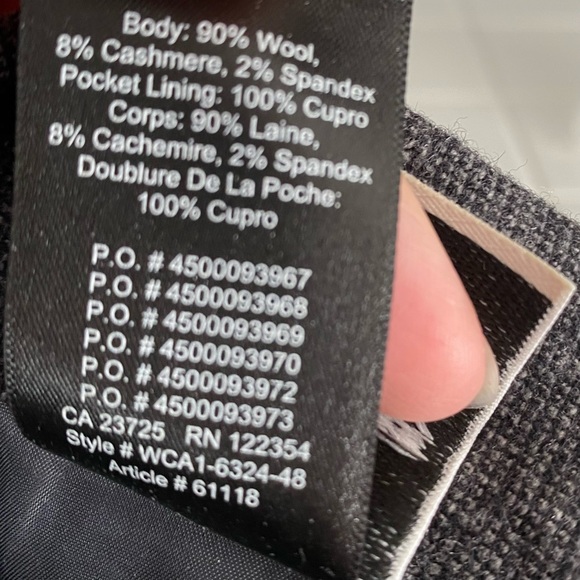 Body: 90% Wool,
8% Cashmere, 2% Spandex
Pocket Lining: 100% Cupro
Corps: 90% Laine,
8% Cachemire, 2% Spandex
Doublure De La Poche:
100% Cupro
P.O. # 4500093967
P.O. # 4500093968
P.O. # 4500093969
P.O. # 4500093970
P.O. # 4500093972
P.O. # 4500093973
CA 23725 RN 122354
Style # WCA1-6324-48
Article # 61118